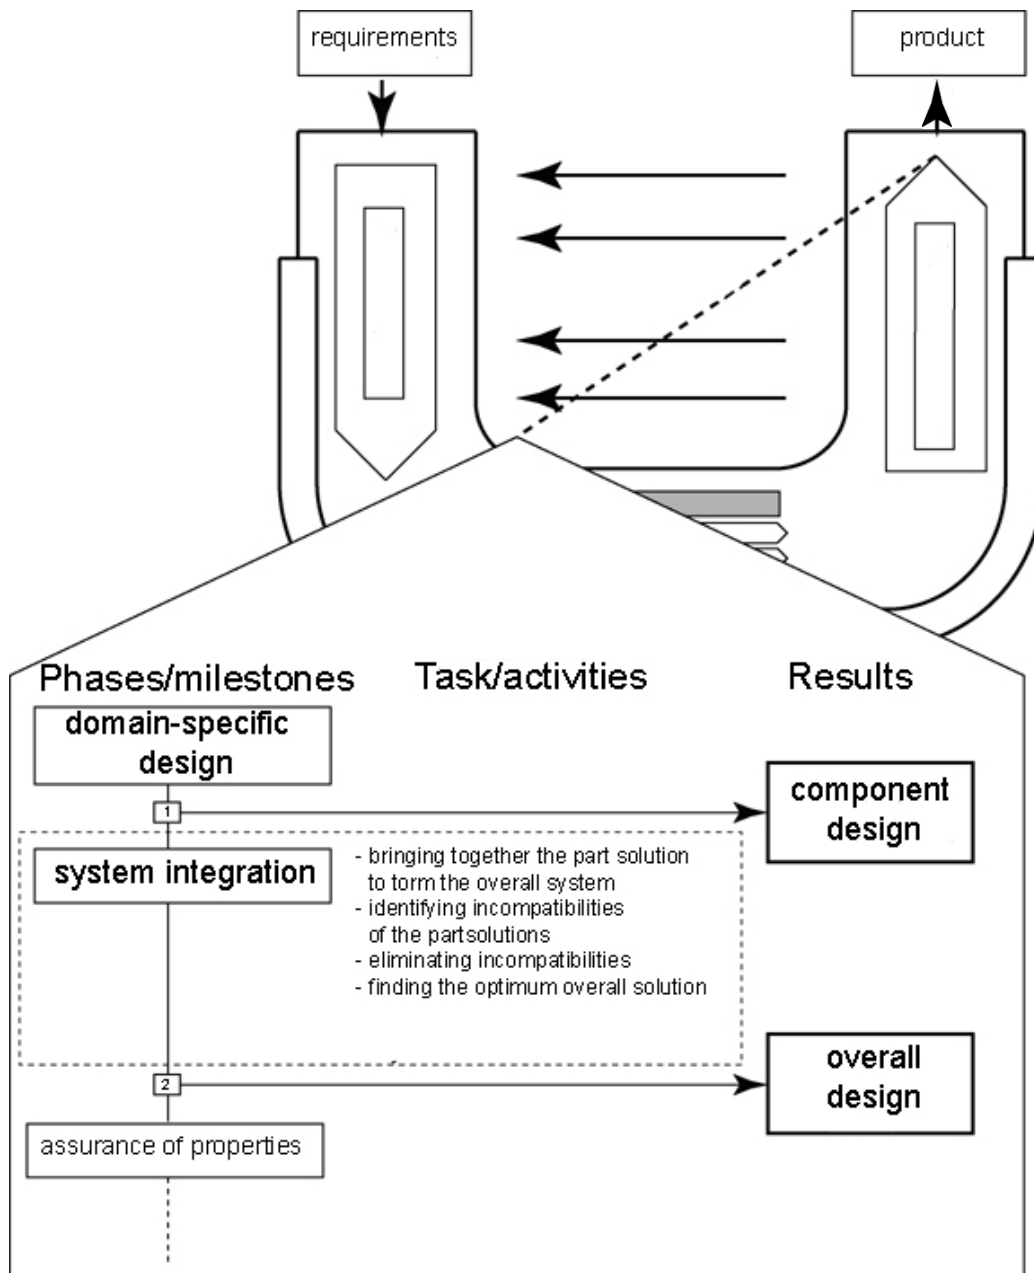 requirements
product
Phases/milestones
Task/activities
Results
domain-specific
design
component
design
1
system integration
- bringing together the part solution
to torm the overall system
- identifying incompatibilities
of the partsolutions
- eliminating incompatibilities
- finding the optimum overall solution
2
overall
design
assurance of properties